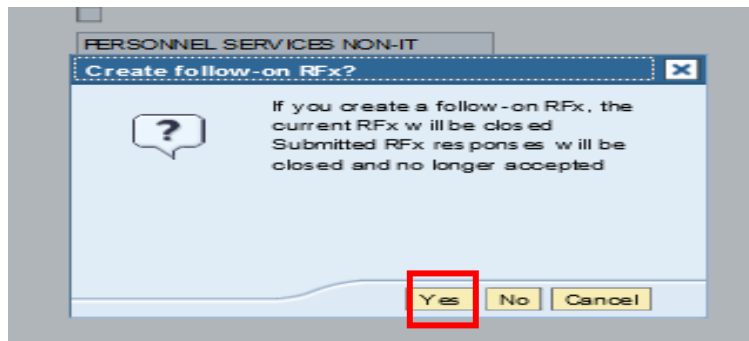 PERSONNEL SERVICES NON-IT
Create follow-on RFx?
If you create a follow-on RFx, the
current RFx will be closed
Submitted RFx responses will be
closed and no longer accepted
Yes No Cancel